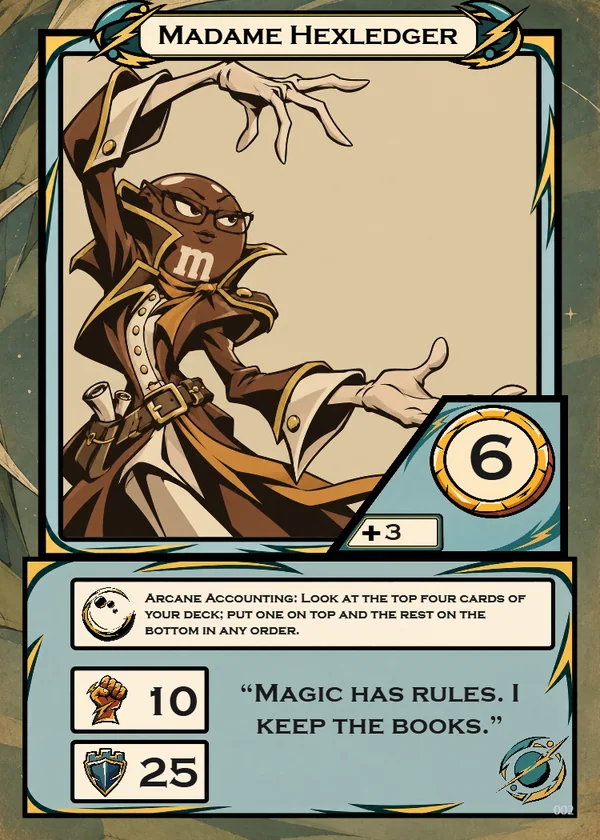 Madame Hexledger
m
6
+3
Arcane Accounting: Look at the top four cards of
your deck; put one on top and the rest on the
bottom in any order.
10
“Magic has rules. I
keep the books.”
25
002